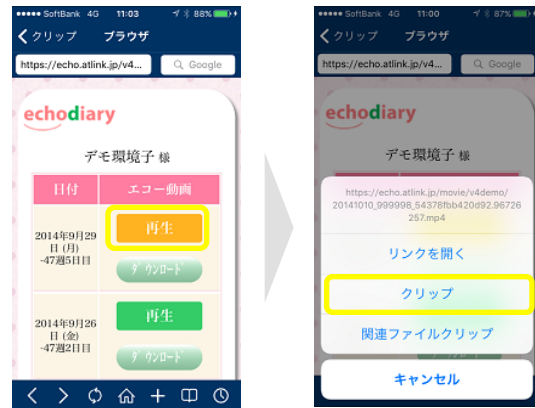 SoftBank 4G 11:03 88%
クリップ ブラウザ
https://echo.atlink.jp/v4... Google
echodiary
デモ環境子 様
日付 エコー動画
2014年9月29
日 (月)
-47週5日目
再生
ダウンロード
2014年9月26
日 (金)
-47週2日目
再生
ダウンロード
SoftBank 4G 11:00 87%
クリップ ブラウザ
https://echo.atlink.jp/v4... Google
echodiary
デモ環境子 様
https://echo.atlink.jp/movie/v4demo/
20141010_999998_54378fbb420d92.96726
257.mp4
リンクを開く
クリップ
関連ファイルクリップ
キャンセル